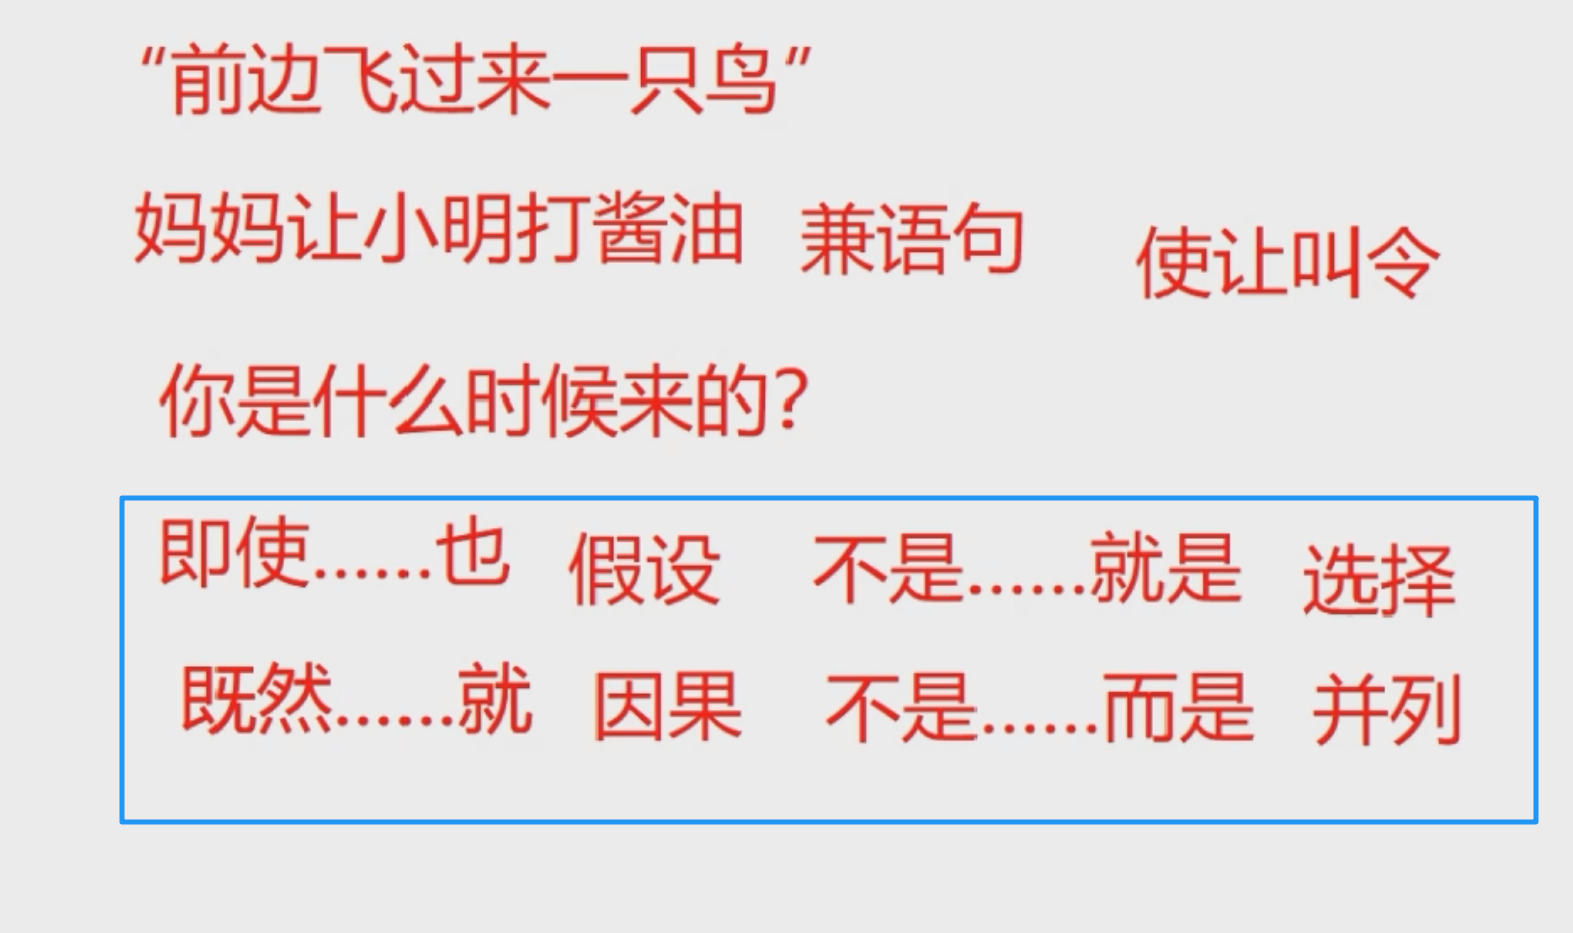 “前边飞过来一只鸟”
妈妈让小明打酱油 兼语句 使让叫令
你是什么时候来的？
即使……也 假设 不是……就是 选择
既然……就 因果 不是……而是 并列